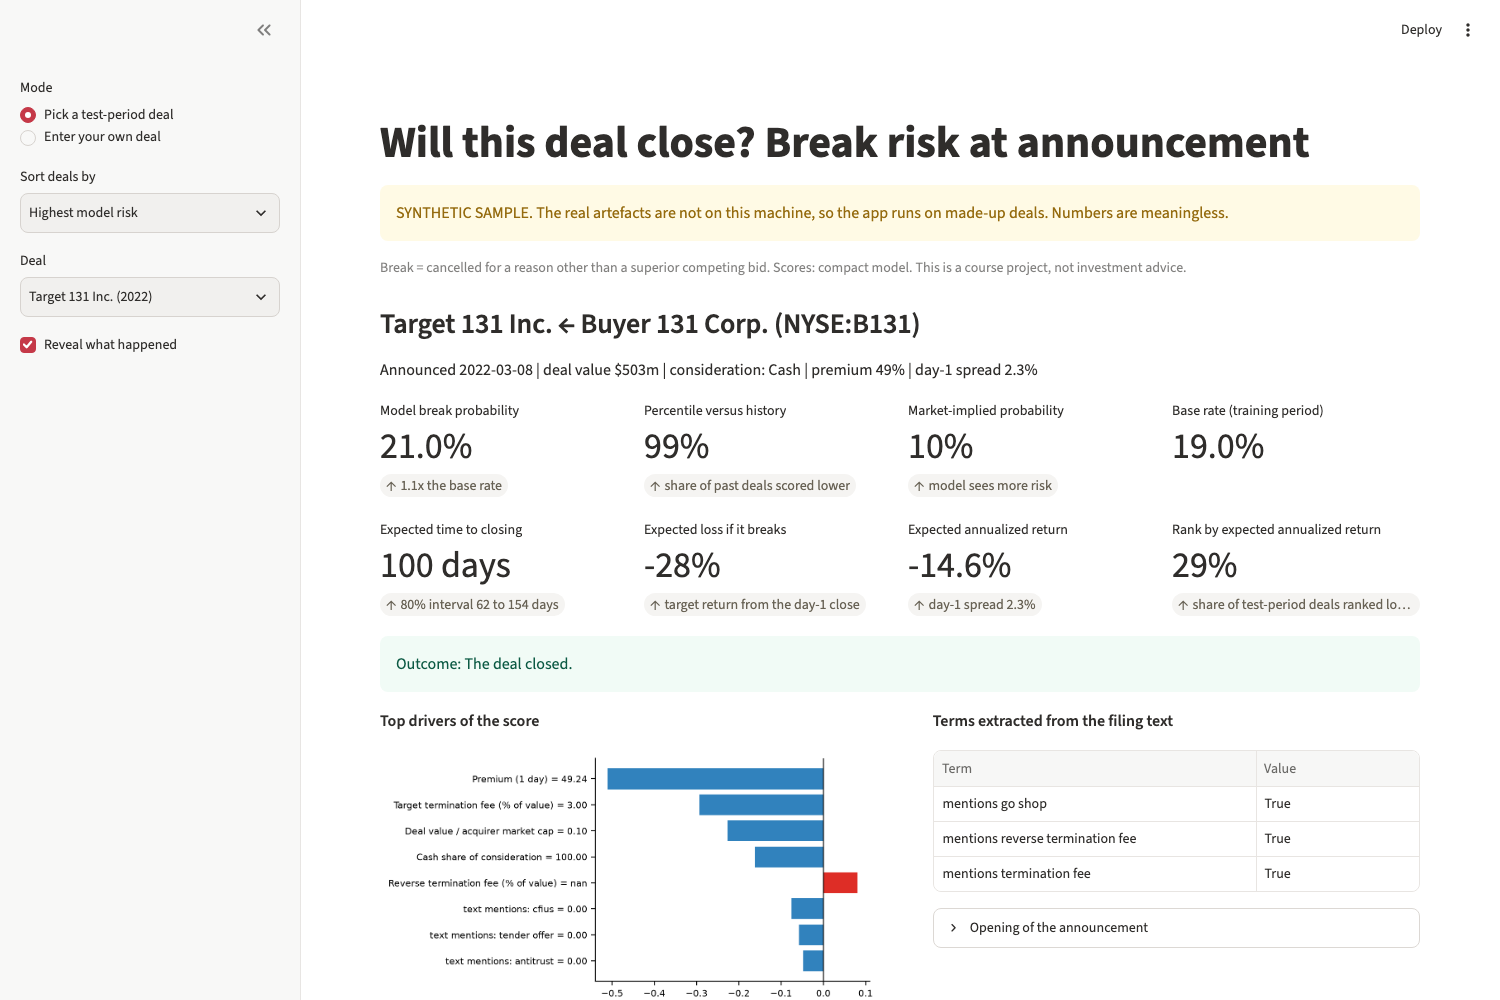 Deploy
Mode
Pick a test-period deal
Enter your own deal
Sort deals by
Highest model risk
Deal
Target 131 Inc. (2022)
Reveal what happened
Will this deal close? Break risk at announcement
SYNTHETIC SAMPLE. The real artefacts are not on this machine, so the app runs on made-up deals. Numbers are meaningless.
Break = cancelled for a reason other than a superior competing bid. Scores: compact model. This is a course project, not investment advice.
Target 131 Inc. ← Buyer 131 Corp. (NYSE:B131)
Announced 2022-03-08 | deal value $503m | consideration: Cash | premium 49% | day-1 spread 2.3%
Model break probability
21.0%
↑ 1.1x the base rate
Percentile versus history
99%
↑ share of past deals scored lower
Market-implied probability
10%
↑ model sees more risk
Base rate (training period)
19.0%
Expected time to closing
100 days
↑ 80% interval 62 to 154 days
Expected loss if it breaks
-28%
↑ target return from the day-1 close
Expected annualized return
-14.6%
↑ day-1 spread 2.3%
Rank by expected annualized return
29%
↑ share of test-period deals ranked lo…
Outcome: The deal closed.
Top drivers of the score
Premium (1 day) = 49.24
Target termination fee (% of value) = 3.00
Deal value / acquirer market cap = 0.10
Cash share of consideration = 100.00
Reverse termination fee (% of value) = nan
text mentions: cfius = 0.00
text mentions: tender offer = 0.00
text mentions: antitrust = 0.00
−0.5 −0.4 −0.3 −0.2 −0.1 0.0 0.1
Terms extracted from the filing text
Term Value
mentions go shop True
mentions reverse termination fee True
mentions termination fee True
Opening of the announcement